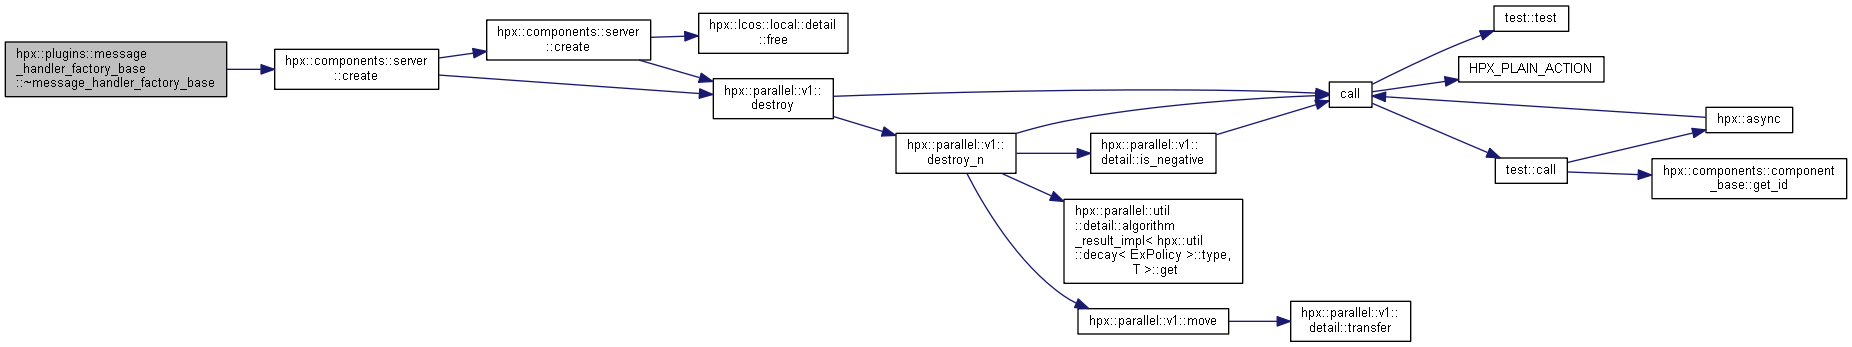 hpx::plugins::message
_handler_factory_base
::~message_handler_factory_base
hpx::components::server
::create
hpx::components::server
::create
hpx::lcos::local::detail
::free
hpx::parallel::v1::
destroy
hpx::parallel::v1::
destroy_n
hpx::parallel::v1::
detail::is_negative
hpx::parallel::util
::detail::algorithm
_result_impl< hpx::util
::decay< ExPolicy >::type,
T >::get
hpx::parallel::v1::move
hpx::parallel::v1::
detail::transfer
call
test::test
HPX_PLAIN_ACTION
test::call
hpx::async
hpx::components::component
_base::get_id